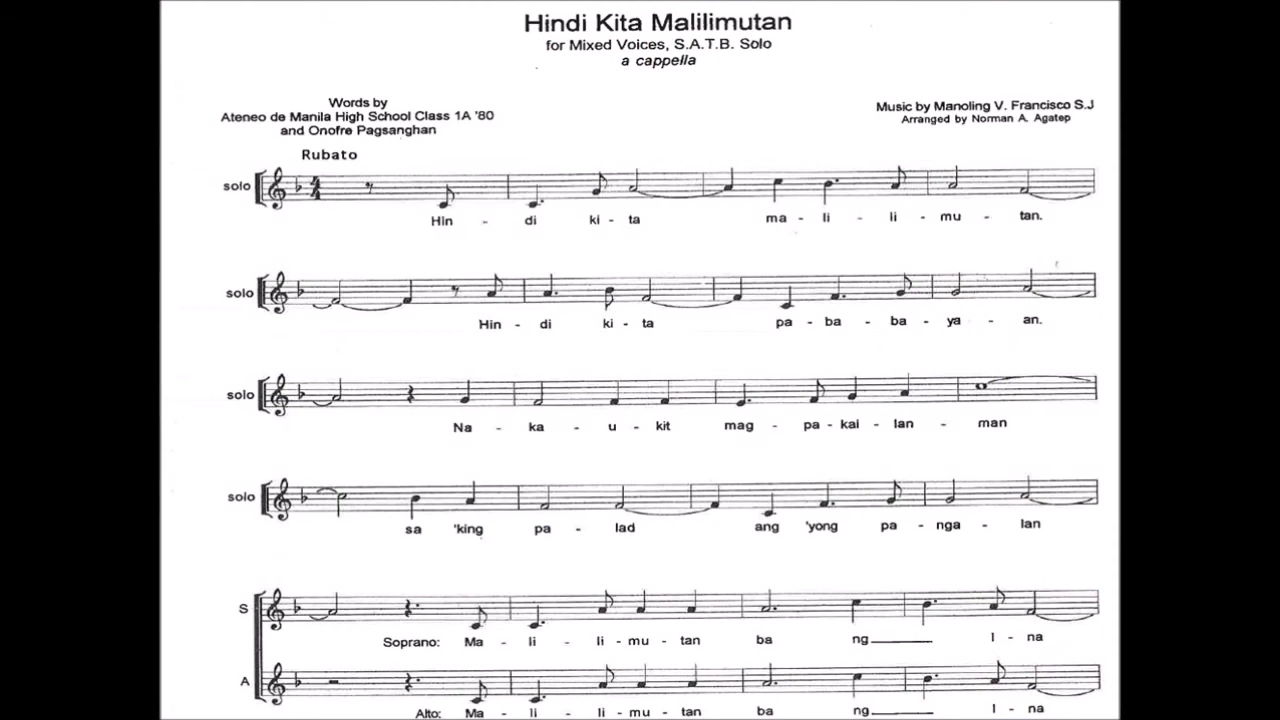 Hindi Kita Malilimutan
for Mixed Voices, S.A.T.B. Solo
a cappella
Words by
Ateneo de Manila High School Class 1A '80
and Onofre Pagsanghan
Music by Manoling V. Francisco S.J
Arranged by Norman A. Agatep
Rubato
solo
Hin - di ki - ta ma - li - li - mu - tan.
solo
Hin - di ki - ta pa - ba - ba - ya - an.
solo
Na - ka - u - kit mag - pa - kai - lan - man
solo
sa 'king pa - lad ang 'yong pa - nga - lan
S
Soprano: Ma - li - li - mu - tan ba ng____ I - na
A
Alto: Ma - li - li - mu - tan ba ng____ I - na